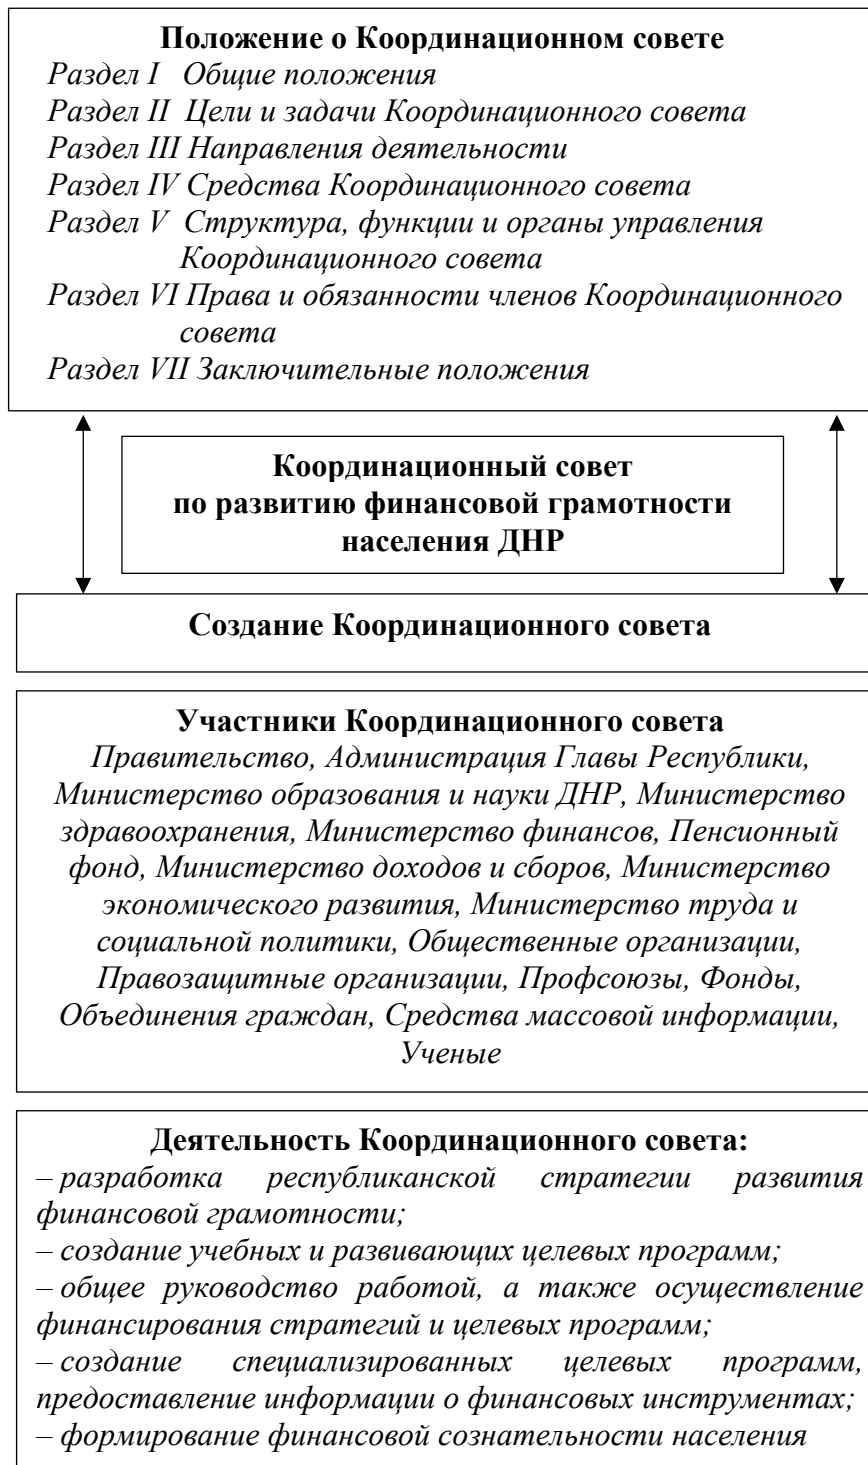 Положение о Координационном совете
Раздел I Общие положения
Раздел II Цели и задачи Координационного совета
Раздел III Направления деятельности
Раздел IV Средства Координационного совета
Раздел V Структура, функции и органы управления
Координационного совета
Раздел VI Права и обязанности членов Координационного
совета
Раздел VII Заключительные положения
Координационный совет
по развитию финансовой грамотности
населения ДНР
Создание Координационного совета
Участники Координационного совета
Правительство, Администрация Главы Республики,
Министерство образования и науки ДНР, Министерство
здравоохранения, Министерство финансов, Пенсионный
фонд, Министерство доходов и сборов, Министерство
экономического развития, Министерство труда и
социальной политики, Общественные организации,
Правозащитные организации, Профсоюзы, Фонды,
Объединения граждан, Средства массовой информации,
Ученые
Деятельность Координационного совета:
– разработка республиканской стратегии развития
финансовой грамотности;
– создание учебных и развивающих целевых программ;
– общее руководство работой, а также осуществление
финансирования стратегий и целевых программ;
– создание специализированных целевых программ,
предоставление информации о финансовых инструментах;
– формирование финансовой сознательности населения